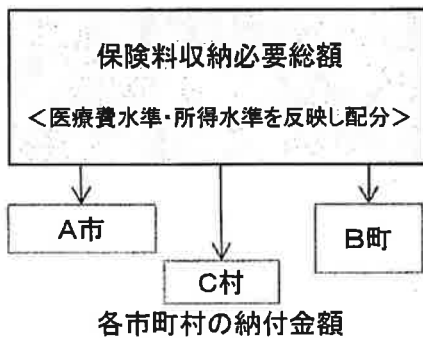 保険料収納必要総額
＜医療費水準・所得水準を反映し配分＞
A市
B町
C村
各市町村の納付金額